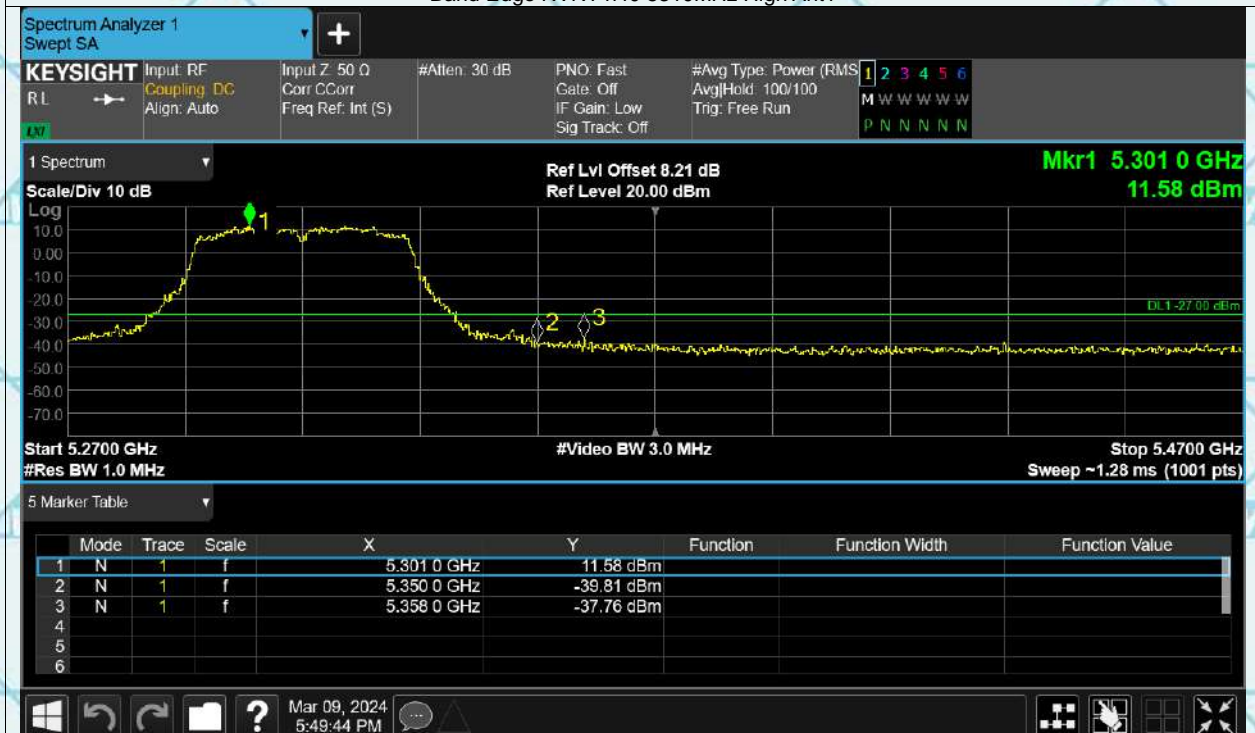 Spectrum Analyzer 1
Swept SA
+
KEYSIGHT
RL
LXI
Input: RF
Coupling: DC
Align: Auto
Input Z: 50 Ω
Corr CCorr
Freq Ref: Int (S)
#Atten: 30 dB
PNO: Fast
Gate: Off
IF Gain: Low
Sig Track: Off
#Avg Type: Power (RMS
Avg|Hold: 100/100
Trig: Free Run
1 2 3 4 5 6
M W W W W W
P N N N N N
1 Spectrum
Scale/Div 10 dB
Ref Lvl Offset 8.21 dB
Ref Level 20.00 dBm
Mkr1 5.301 0 GHz
11.58 dBm
Log
10.0
0.00
-10.0
-20.0
-30.0
-40.0
-50.0
-60.0
-70.0
1
2
3
DL1 -27.00 dBm
Start 5.2700 GHz
#Res BW 1.0 MHz
#Video BW 3.0 MHz
Stop 5.4700 GHz
Sweep ~1.28 ms (1001 pts)
5 Marker Table
Mode Trace Scale X Y Function Function Width Function Value
1 N 1 f 5.301 0 GHz 11.58 dBm
2 N 1 f 5.350 0 GHz -39.81 dBm
3 N 1 f 5.358 0 GHz -37.76 dBm
4
5
6
?
Mar 09, 2024
5:49:44 PM